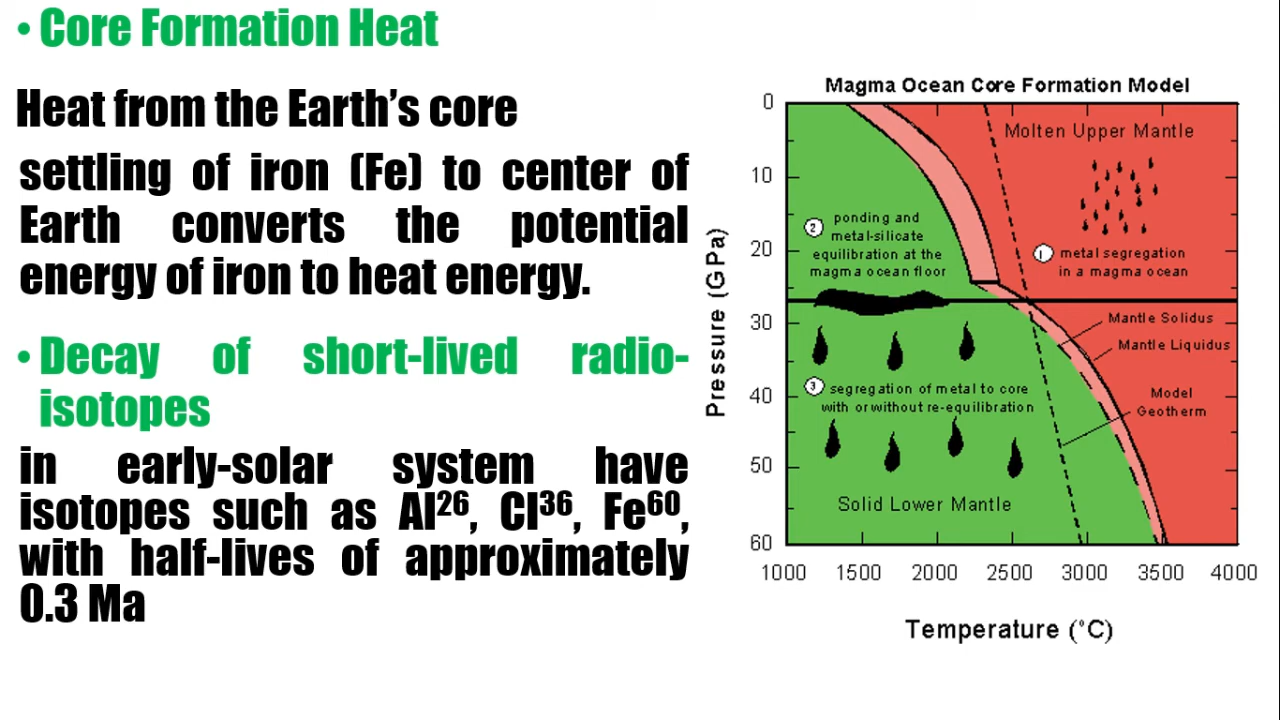 • Core Formation Heat
Heat from the Earth’s core
settling of iron (Fe) to center of
Earth converts the potential
energy of iron to heat energy.
• Decay of short-lived radio-
isotopes
in early-solar system have
isotopes such as Al²⁶, Cl³⁶, Fe⁶⁰,
with half-lives of approximately
0.3 Ma
Magma Ocean Core Formation Model
Pressure (GPa)
0
10
20
30
40
50
60
Molten Upper Mantle
1 metal segregation
in a magma ocean
2 ponding and
metal-silicate
equilibration at the
magma ocean floor
Mantle Solidus
Mantle Liquidus
3 segregation of metal to core
with or without re-equilibration
Model
Geotherm
Solid Lower Mantle
1000 1500 2000 2500 3000 3500 4000
Temperature (°C)